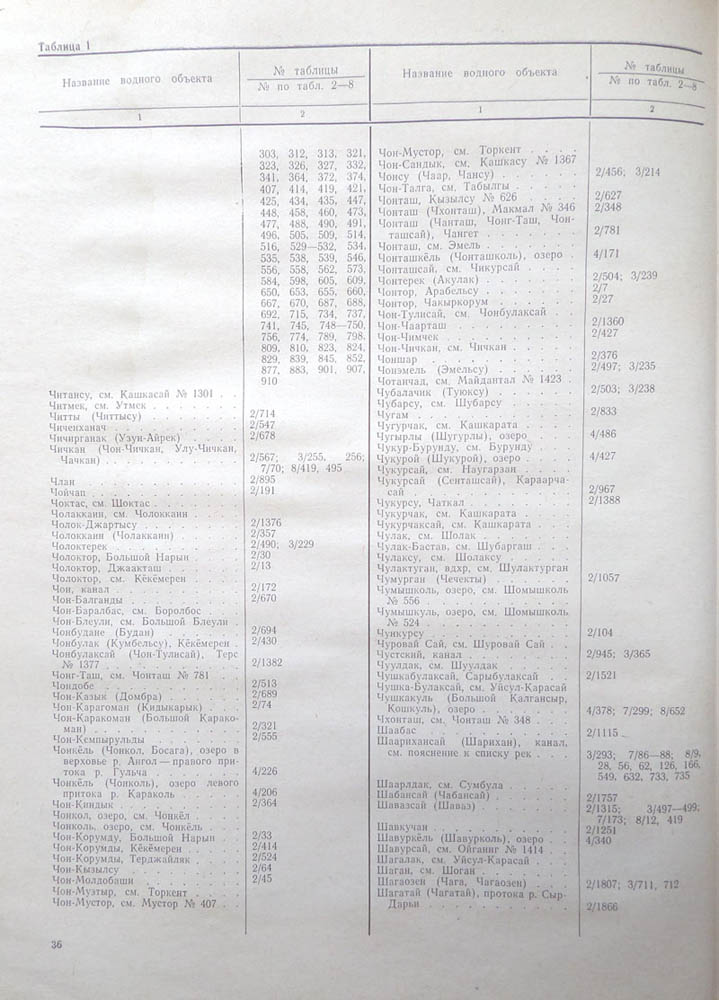 Таблица 1
Название водного объекта
№ таблицы
№ по табл. 2—8
1
2
303, 312, 313, 321,
323, 326, 327, 332,
341, 364, 372, 374,
407, 414, 419, 421,
425, 434, 435, 447,
448, 458, 460, 473,
477, 488, 490, 491,
496, 505, 509, 514,
516, 529—532, 534,
535, 538, 539, 546,
556, 558, 562, 573,
584, 598, 605, 609,
650, 653, 655, 660,
667, 670, 687, 688,
692, 715, 734, 737,
741, 745, 748—750,
756, 774, 789, 798,
809, 810, 823, 824,
829, 839, 845, 852,
877, 883, 901, 907,
910
Читансу, см. Кашкасай № 1301 . .
Читмек, см. Утмек . . . . . .
Читты (Читтысу) . . . . . . 2/714
Чиченханач . . . . . . 2/547
Чичирганак (Узун-Айрек) . . . . 2/678
Чичкан (Чон-Чичкан, Улу-Чичкан,
Чачкан) . . . . . . 2/567; 3/255, 256;
7/70; 8/419, 495
Члан . . . . . . 2/895
Чойчап . . . . . . 2/191
Чоктас, см. Шоктас . . . . . .
Чолаккаин, см. Чолоккаин . . . .
Чолок-Джартысу . . . . . . 2/1376
Чолоккаин (Чолаккаин) . . . . 2/357
Чолоктерек . . . . . . 2/490; 3/229
Чолоктор, Большой Нарын . . . 2/30
Чолоктор, Джаакташ . . . . 2/13
Чолоктор, см. Кёкёмерен . . . .
Чон, канал . . . . . . 2/172
Чон-Балганды . . . . . . 2/670
Чон-Баралбас, см. Боролбос . . .
Чон-Блеули, см. Большой Блеули . .
Чонбудане (Будан) . . . . . 2/694
Чонбулак (Кумбельсу), Кёкёмерен . 2/430
Чонбулаксай (Чон-Тулисай), Терс
№ 1377 . . . . . . 2/1382
Чонг-Таш, см. Чонташ № 781 . .
Чондобе . . . . . . 2/513
Чон-Казык (Домбра) . . . . . 2/689
Чон-Карагоман (Кидыкарык) . . . 2/74
Чон-Каракоман (Большой Карако-
ман) . . . . . . 2/321
Чон-Кемпырульды . . . . . . 2/555
Чонкёль (Чонкол, Босага), озеро в
верховье р. Ангол — правого при-
тока р. Гульча . . . . . . 4/226
Чонкёль (Чонколь), озеро левого
притока р. Караколь . . . . . 4/206
Чон-Киндык . . . . . . 2/364
Чонкол, озеро, см. Чонкёл . . . .
Чонколь, озеро, см. Чонкёль . . .
Чон-Корумду, Большой Нарын . . 2/33
Чон-Корумды, Кёкёмерен . . . . 2/414
Чон-Корумды, Терджайляк . . . 2/524
Чон-Кызылсу . . . . . . 2/64
Чон-Молдобаши . . . . . . 2/45
Чон-Музтыр, см. Торкент . . . .
Чон-Мустор, см. Мустор № 407 . .
Название водного объекта
№ таблицы
№ по табл. 2—8
1
2
Чон-Мустор, см. Торкент . . . .
Чон-Сандык, см. Кашкасу № 1367
Чонсу (Чаар, Чансу) . . . . . 2/456; 3/214
Чон-Талга, см. Табылгы . . . . .
Чонташ, Кызылсу № 626 . . . . 2/627
Чонташ (Чхонташ), Макмал № 346 2/348
Чонташ (Чанташ, Чонг-Таш, Чон-
ташсай), Чангет . . . . . . 2/781
Чонташ, см. Эмель . . . . . .
Чонташкёль (Чонташколь), озеро . 4/171
Чонташсай, см. Чикурсай . . . .
Чонтерек (Акулак) . . . . . . 2/504; 3/239
Чонтор, Арабельсу . . . . . . 2/7
Чонтор, Чакыркорум . . . . . 2/27
Чон-Тулисай, см. Чонбулаксай . .
Чон-Чаарташ . . . . . . 2/1360
Чон-Чимчек . . . . . . 2/427
Чон-Чичкан, см. Чичкан . . . . .
Чоншар . . . . . . 2/376
Чонэмель (Эмельсу) . . . . . 2/497; 3/235
Чотанчад, см. Майдантал № 1423 .
Чубалачик (Туюксу) . . . . . 2/503; 3/238
Чубарсу, см. Шубарсу . . . . .
Чугам . . . . . . 2/833
Чугурчак, см. Кашкарата . . . .
Чугырлы (Шугурлы), озеро . . . . 4/486
Чукур-Бурунду, см. Бурунду . . .
Чукурой (Шукурой), озеро . . . . 4/427
Чукурсай, см. Наугарзан . . . . .
Чукурсай (Сенташсай), Караарча-
сай . . . . . . 2/967
Чукурсу, Чаткал . . . . . . 2/1388
Чукурчак, см. Кашкарата . . . .
Чукурчаксай, см. Кашкарата . . .
Чулак, см. Шолак . . . . . .
Чулак-Бастав, см. Шубаргаш . . .
Чулаксу, см. Шолаксу . . . . .
Чулактуган, вдхр, см. Шулактурган
Чумурган (Чечекты) . . . . . 2/1057
Чумышколь, озеро, см. Шомышколь
№ 556 . . . . . .
Чумышкуль, озеро, см. Шомышколь
№ 524 . . . . . .
Чункурсу . . . . . . 2/104
Чуровай Сай, см. Шуровай Сай . .
Чустский, канал . . . . . . 2/945; 3/365
Чуулдак, см. Шуулдак . . . . .
Чушкабулаксай, Сарыбулаксай . . 2/1521
Чушка-Булаксай, см. Уйсул-Карасай
Чушкакуль (Большой Калгансыр,
Кошкуль), озеро . . . . . . 4/378; 7/299; 8/652
Чхонташ, см. Чонташ № 348 . . .
Шаабас . . . . . . 2/1115
Шаарихансай (Шарихан), канал,
см. пояснение к списку рек . . . 3/293; 7/86—88; 8/9,
28, 56, 62, 126, 166,
549, 632, 733, 735
Шаарлдак, см. Сумбула . . . . .
Шабансай (Чабансай) . . . . . 2/1757
Шавазсай (Шаваз) . . . . . 2/1315; 3/497—499;
7/173; 8/12, 419
Шавкучан . . . . . . 2/1251
Шавуркёль (Шавурколь), озеро . . 4/340
Шавурсай, см. Ойганиг № 1414 . .
Шагалак, см. Уйсул-Карасай . . .
Шаган, см. Шоган . . . . . .
Шагаозен (Чага, Чагаозен) . . . 2/1807; 3/711, 712
Шагатай (Чагатай), протока р. Сыр-
Дарьи . . . . . . 2/1866
36